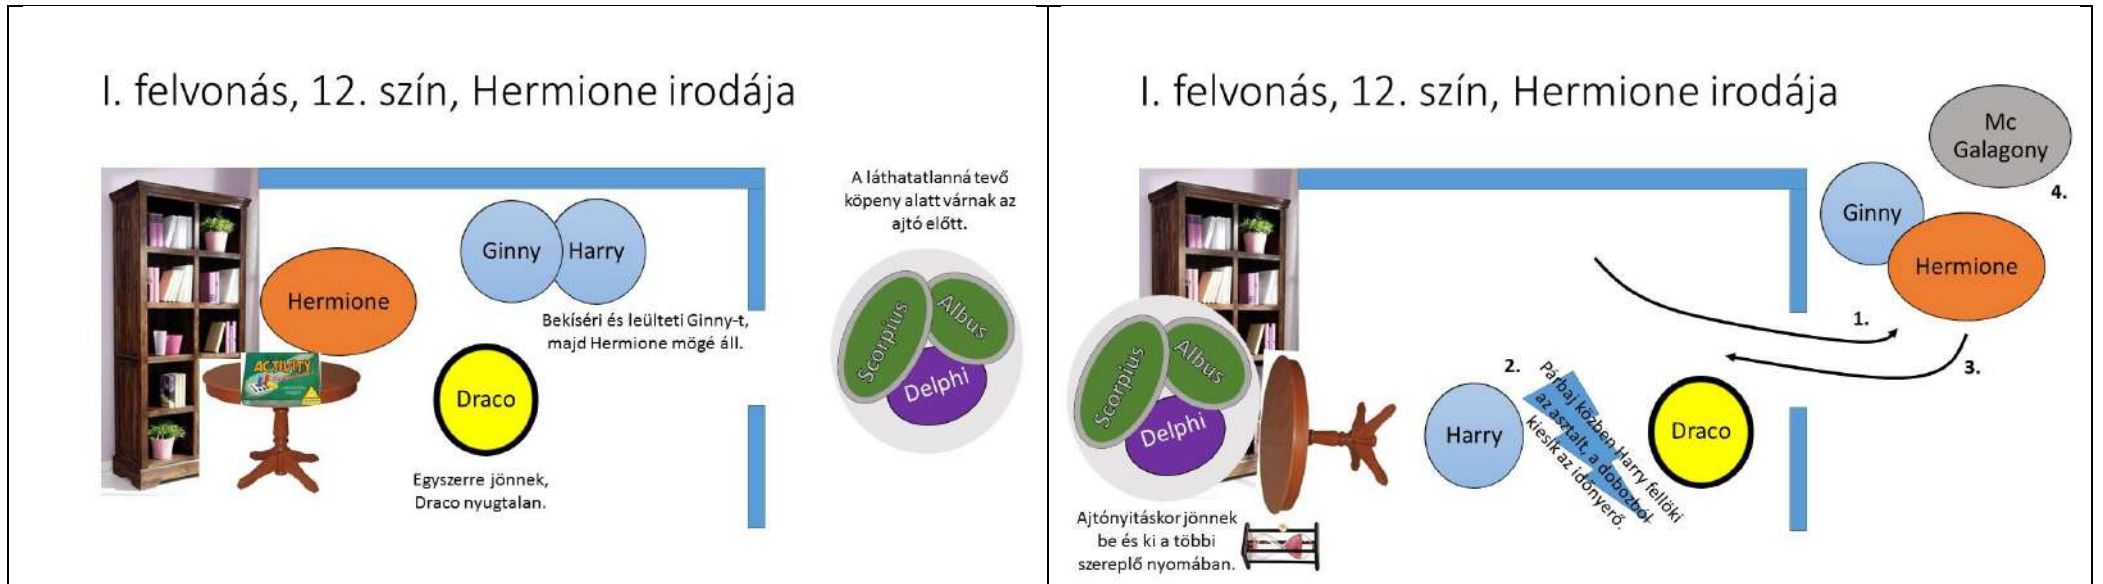 I. felvonás, 12. szín, Hermione irodája
A láthatatlanná tevő
köpeny alatt várnak az
ajtó előtt.
Ginny
Harry
Hermione
Bekíséri és leülteti Ginny-t,
majd Hermione mögé áll.
Scorpius
Albus
Delphi
ACTIVITY
Draco
Egyszerre jönnek,
Draco nyugtalan.
I. felvonás, 12. szín, Hermione irodája
Mc
Galagony
4.
Ginny
Hermione
1.
3.
2.
Scorpius
Albus
Delphi
Harry
Párbaj közben Harry fellöki
az asztalt, a dobozból
kiesik az időnyerő.
Draco
Ajtónyitáskor jönnek
be és ki a többi
szereplő nyomában.